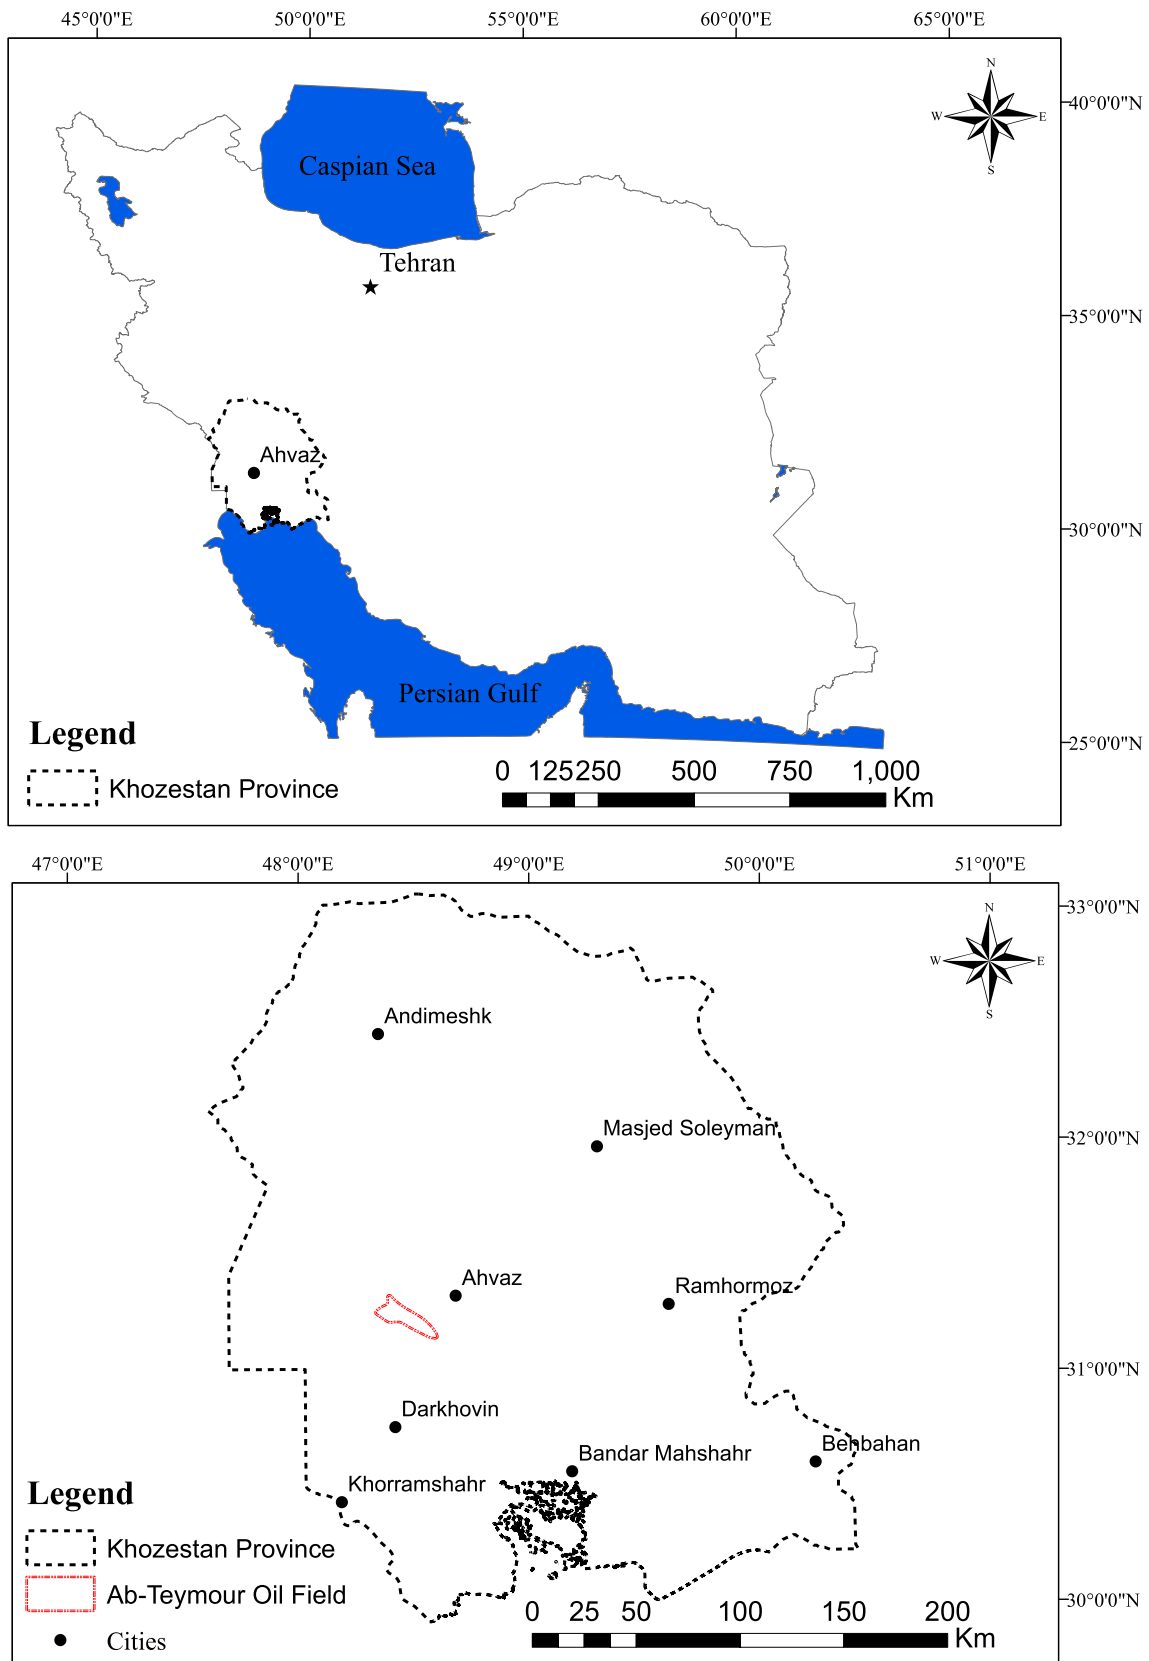 45°0'0"E 50°0'0"E 55°0'0"E 60°0'0"E 65°0'0"E
N
W E
S
40°0'0"N
Caspian Sea
Tehran
35°0'0"N
Ahvaz
30°0'0"N
Persian Gulf
Legend
Khozestan Province
25°0'0"N
0 125 250 500 750 1,000
Km
47°0'0"E 48°0'0"E 49°0'0"E 50°0'0"E 51°0'0"E
33°0'0"N
N
W E
S
Andimeshk
Masjed Soleyman
32°0'0"N
Ahvaz
Ramhormoz
31°0'0"N
Darkhovin
Behbahan
Bandar Mahshahr
Khorramshahr
Legend
Khozestan Province
Ab-Teymour Oil Field
Cities
30°0'0"N
0 25 50 100 150 200
Km